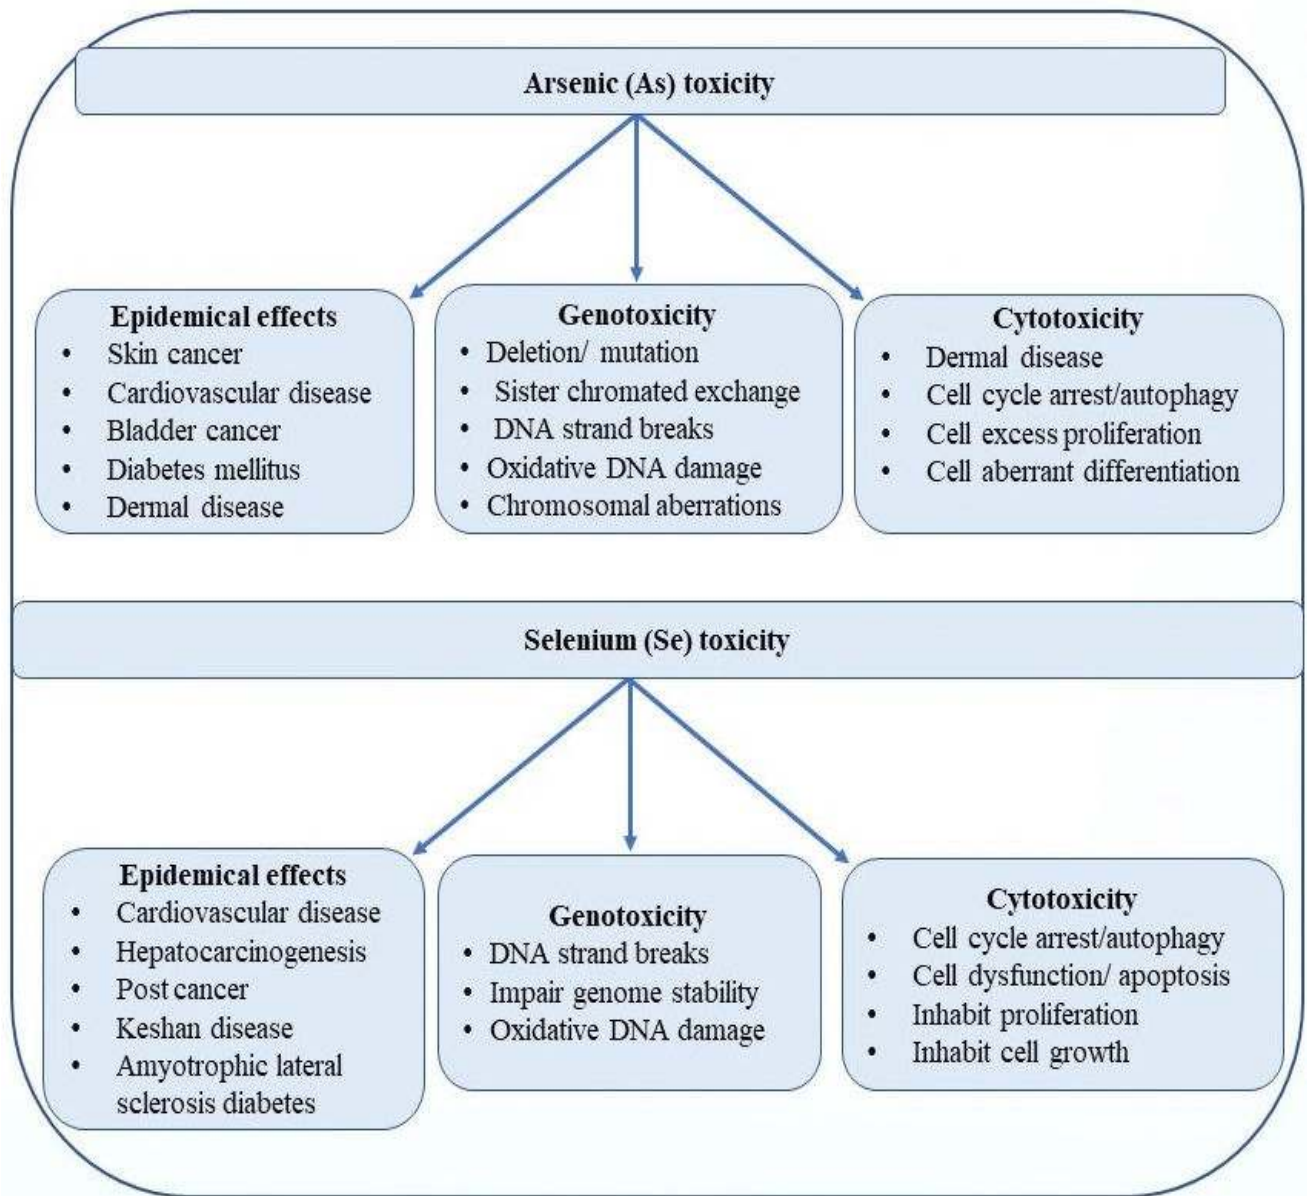 Arsenic (As) toxicity
Epidemical effects
• Skin cancer
• Cardiovascular disease
• Bladder cancer
• Diabetes mellitus
• Dermal disease
Genotoxicity
• Deletion/ mutation
• Sister chromated exchange
• DNA strand breaks
• Oxidative DNA damage
• Chromosomal aberrations
Cytotoxicity
• Dermal disease
• Cell cycle arrest/autophagy
• Cell excess proliferation
• Cell aberrant differentiation
Selenium (Se) toxicity
Epidemical effects
• Cardiovascular disease
• Hepatocarcinogenesis
• Post cancer
• Keshan disease
• Amyotrophic lateral
sclerosis diabetes
Genotoxicity
• DNA strand breaks
• Impair genome stability
• Oxidative DNA damage
Cytotoxicity
• Cell cycle arrest/autophagy
• Cell dysfunction/ apoptosis
• Inhabit proliferation
• Inhabit cell growth